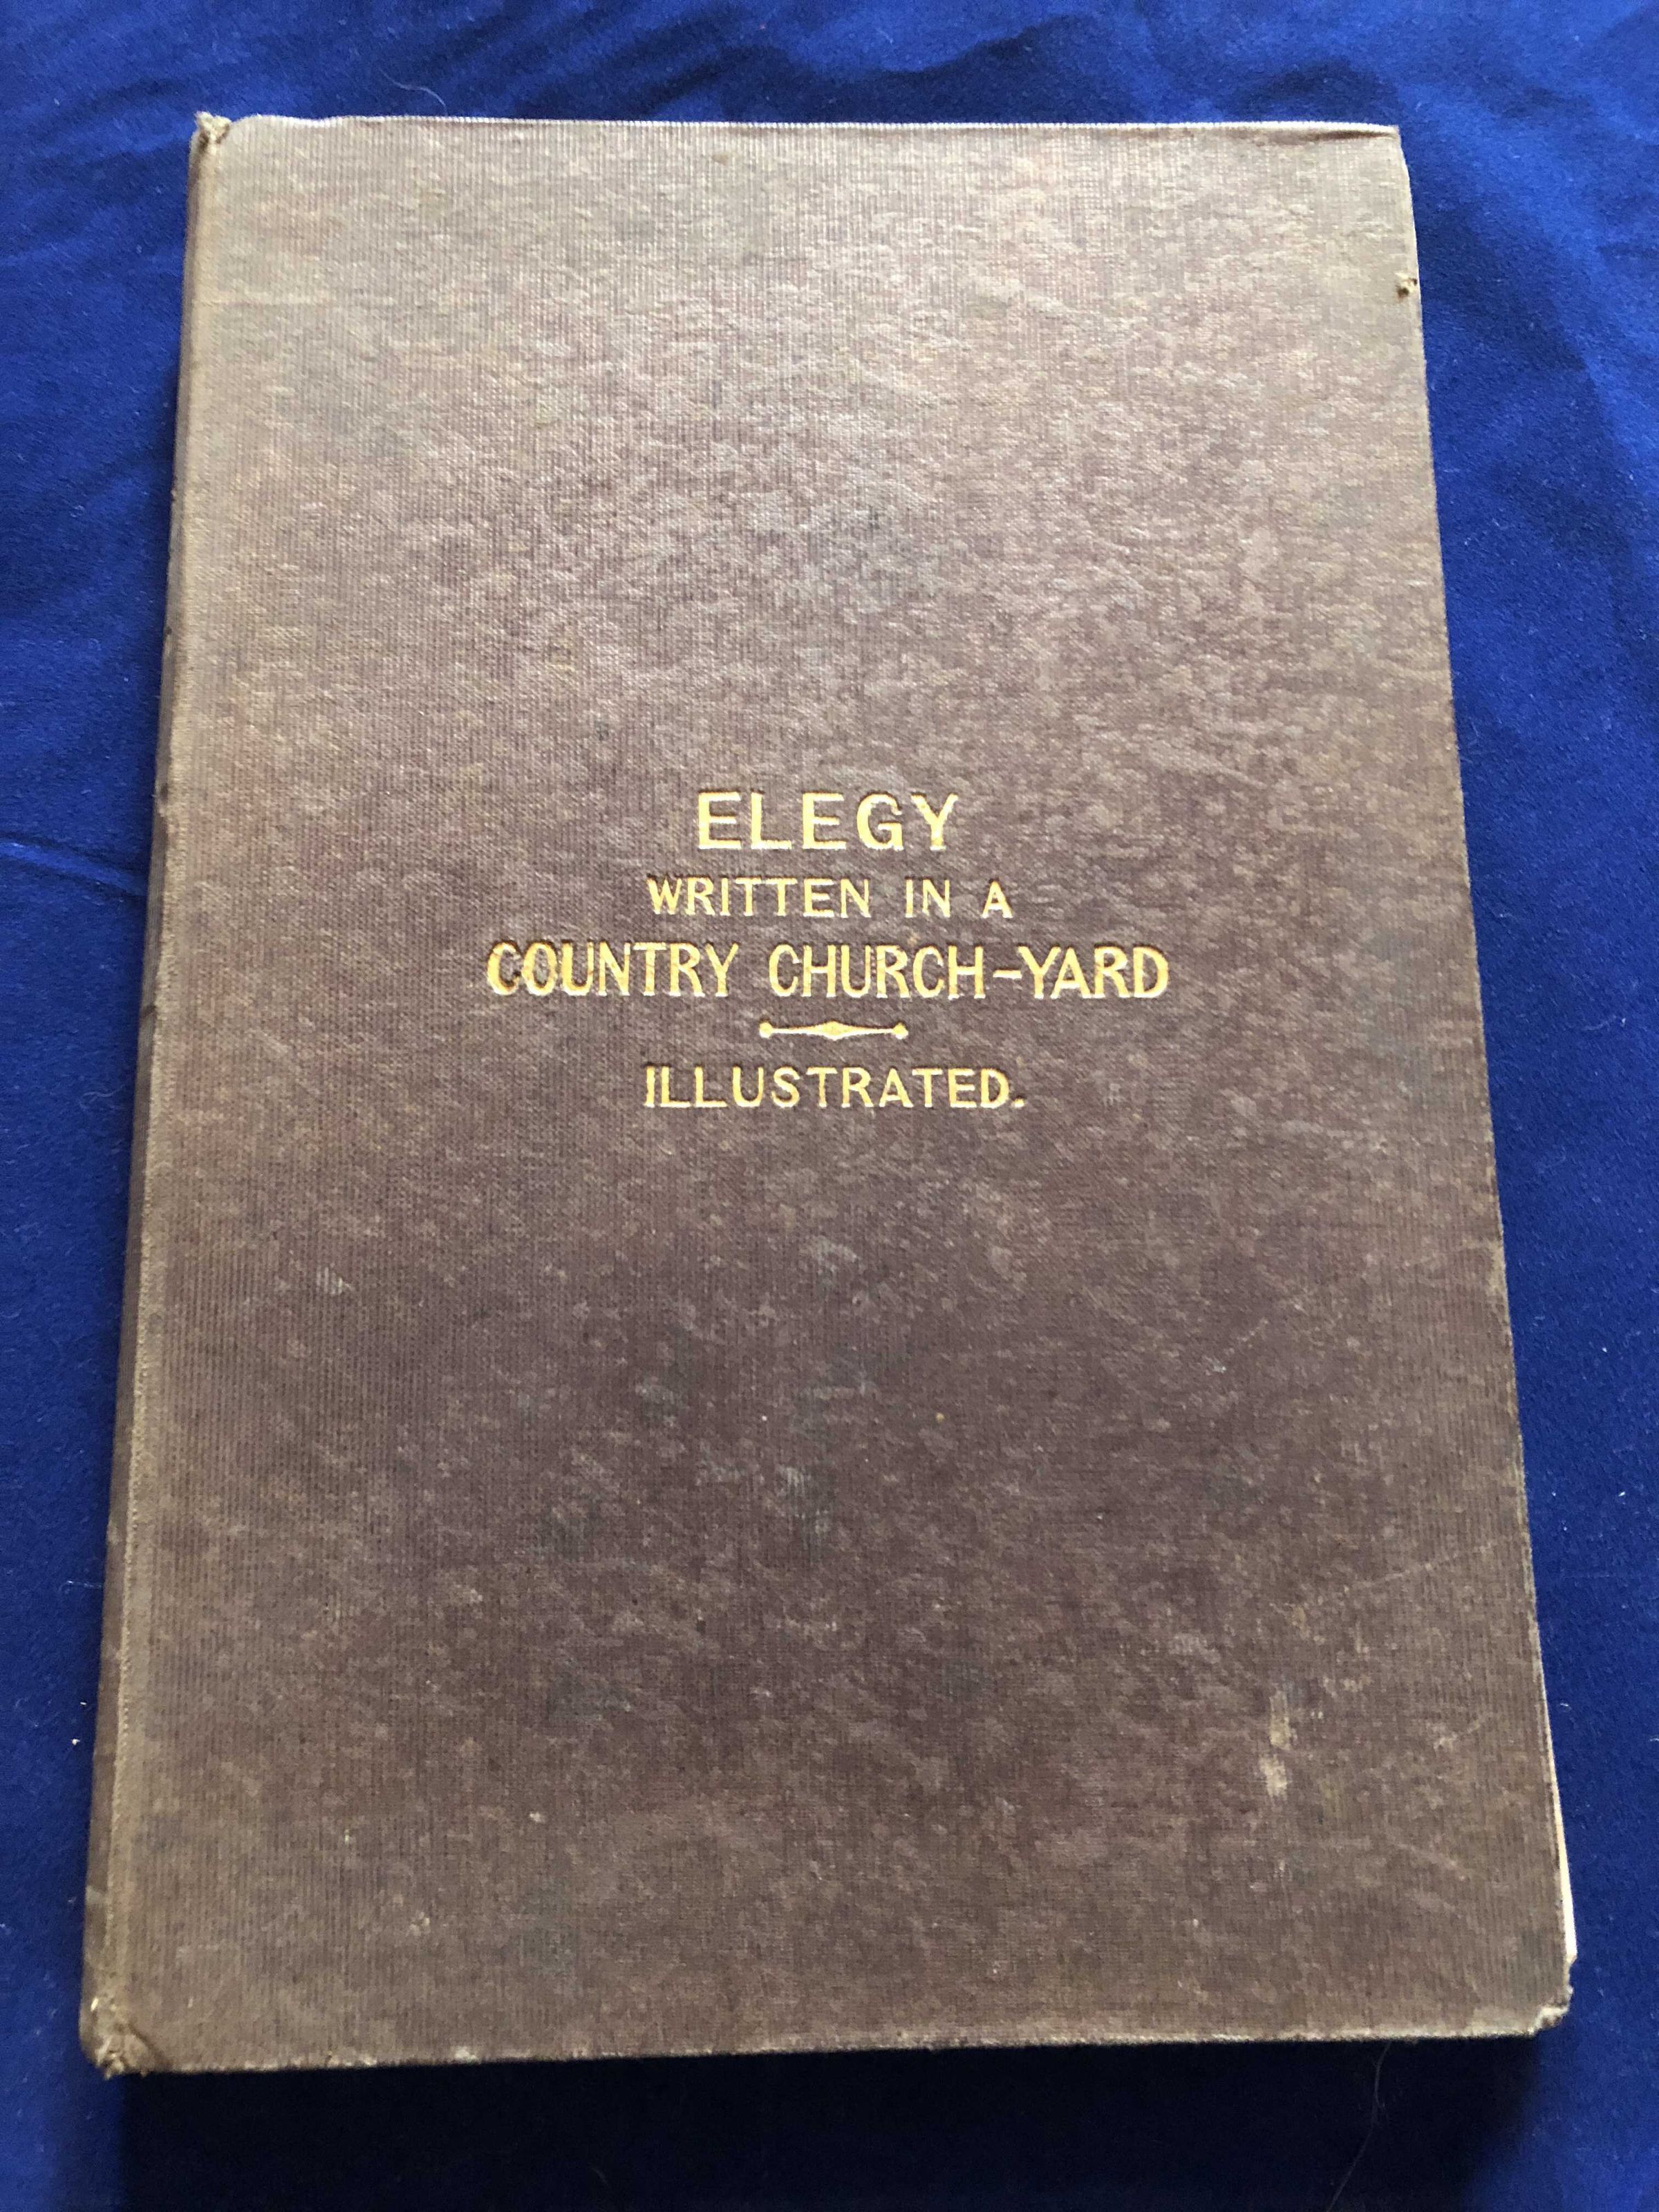 ELEGY
WRITTEN IN A
COUNTRY CHURCH-YARD
ILLUSTRATED.